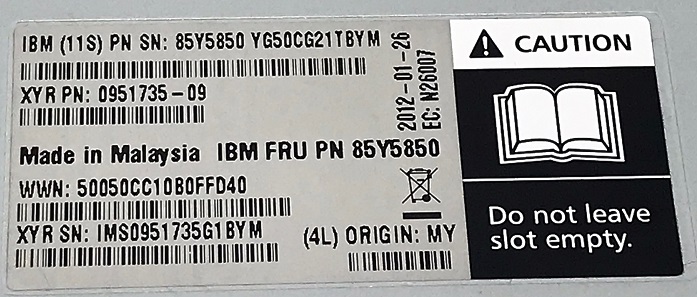 IBM (11S) PN SN: 85Y5850 YG50CG21TBYM
XYR PN: 0951735-09
2012-01-26
EC: N26007
Made in Malaysia IBM FRU PN 85Y5850
WWN: 50050CC10B0FFD40
XYR SN: IMS0951735G1BYM
(4L) ORIGIN: MY
CAUTION
Do not leave
slot empty.